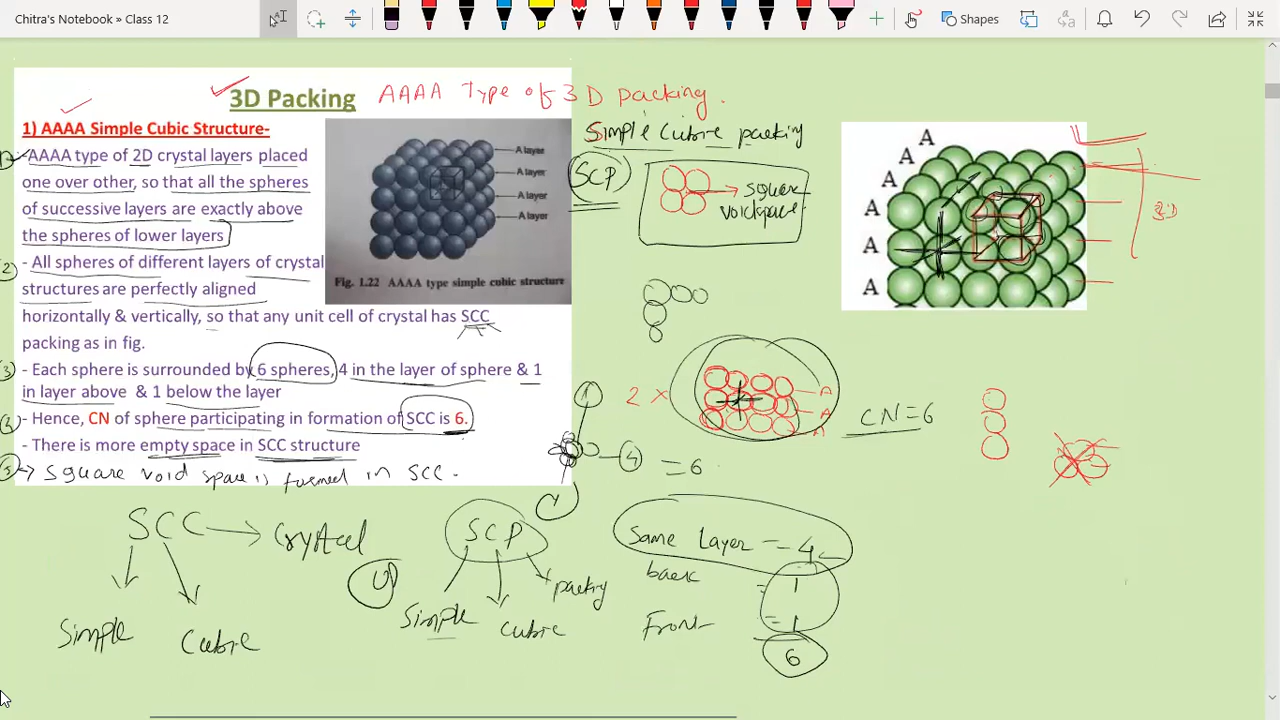 Chitra's Notebook » Class 12
Shapes
3D Packing
AAAA Type of 3D packing.
1) AAAA Simple Cubic Structure-
AAAA type of 2D crystal layers placed
one over other, so that all the spheres
of successive layers are exactly above
the spheres of lower layers
- All spheres of different layers of crystal
structures are perfectly aligned
horizontally & vertically, so that any unit cell of crystal has SCC
packing as in fig.
- Each sphere is surrounded by 6 spheres, 4 in the layer of sphere & 1
in layer above & 1 below the layer
- Hence, CN of sphere participating in formation of SCC is 6.
- There is more empty space in SCC structure
→ square void space is formed in SCC.
A layer
A layer
A layer
A layer
Fig. 1.22 AAAA type simple cubic structure
Simple Cubic packing
SCP
square
void space
A
A
A
A
A
A
3D
2 ×
A
A
A
CN = 6
1
4
= 6
SCC → Crystal
Simple
Cubic
SCP
Simple
Cubic
packing
Same Layer = 4
back = 1
Front = 1
6